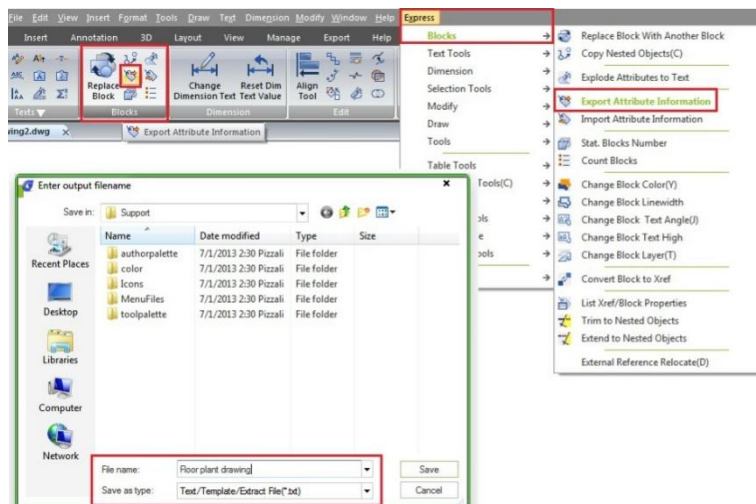 File Edit View Insert Format Tools Draw Text Dimension Modify Window Help Express
Insert Annotation 3D Layout View Manage Export Help
Replace Block
Change Dimension Text
Reset Dim Text Value
Align Tool
Texts Blocks Dimension Edit
ving2.dwg x
Export Attribute Information
Blocks
Text Tools
Dimension
Selection Tools
Modify
Draw
Tools
Table Tools
Tools(C)
ols
e
ools
Replace Block With Another Block
Copy Nested Objects(C)
Explode Attributes to Text
Export Attribute Information
Import Attribute Information
Stat. Blocks Number
Count Blocks
Change Block Color(Y)
Change Block Linewidth
Change Block Text Angle(J)
Change Block Text High
Change Block Layer(T)
Convert Block to Xref
List Xref/Block Properties
Trim to Nested Objects
Extend to Nested Objects
External Reference Relocate(D)
Enter output filename
Save in: Support
Name Date modified Type Size
authorpalette 7/1/2013 2:30 Pizzali File folder
color 7/1/2013 2:30 Pizzali File folder
Icons 7/1/2013 2:30 Pizzali File folder
MenuFiles 7/1/2013 2:30 Pizzali File folder
toolpalette 7/1/2013 2:30 Pizzali File folder
Recent Places
Desktop
Libraries
Computer
Network
File name: Floor plant drawing Save
Save as type: Text/Template/Extract File(*.txt) Cancel